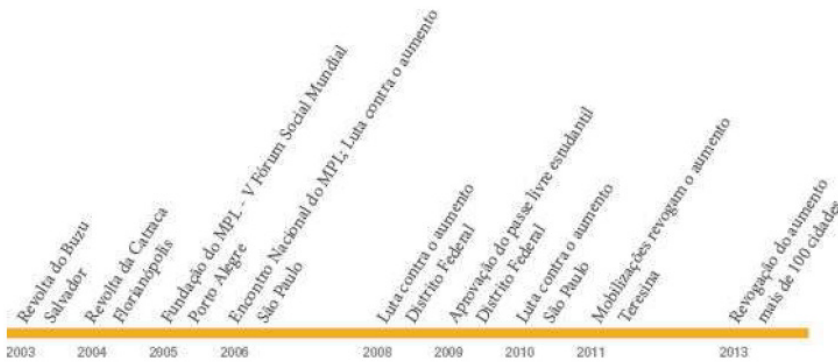 Revolta do Buzu
Salvador
Revolta da Catraca
Florianópolis
Fundação do MPL - V Fórum Social Mundial
Porto Alegre
Encontro Nacional do MPL; Luta contra o aumento
São Paulo
Luta contra o aumento
Distrito Federal
Aprovação do passe livre estudantil
Distrito Federal
Luta contra o aumento
São Paulo
Mobilizações revogam o aumento
Teresina
Revogação do aumento
mais de 100 cidades
2003 2004 2005 2006 2008 2009 2010 2011 2013